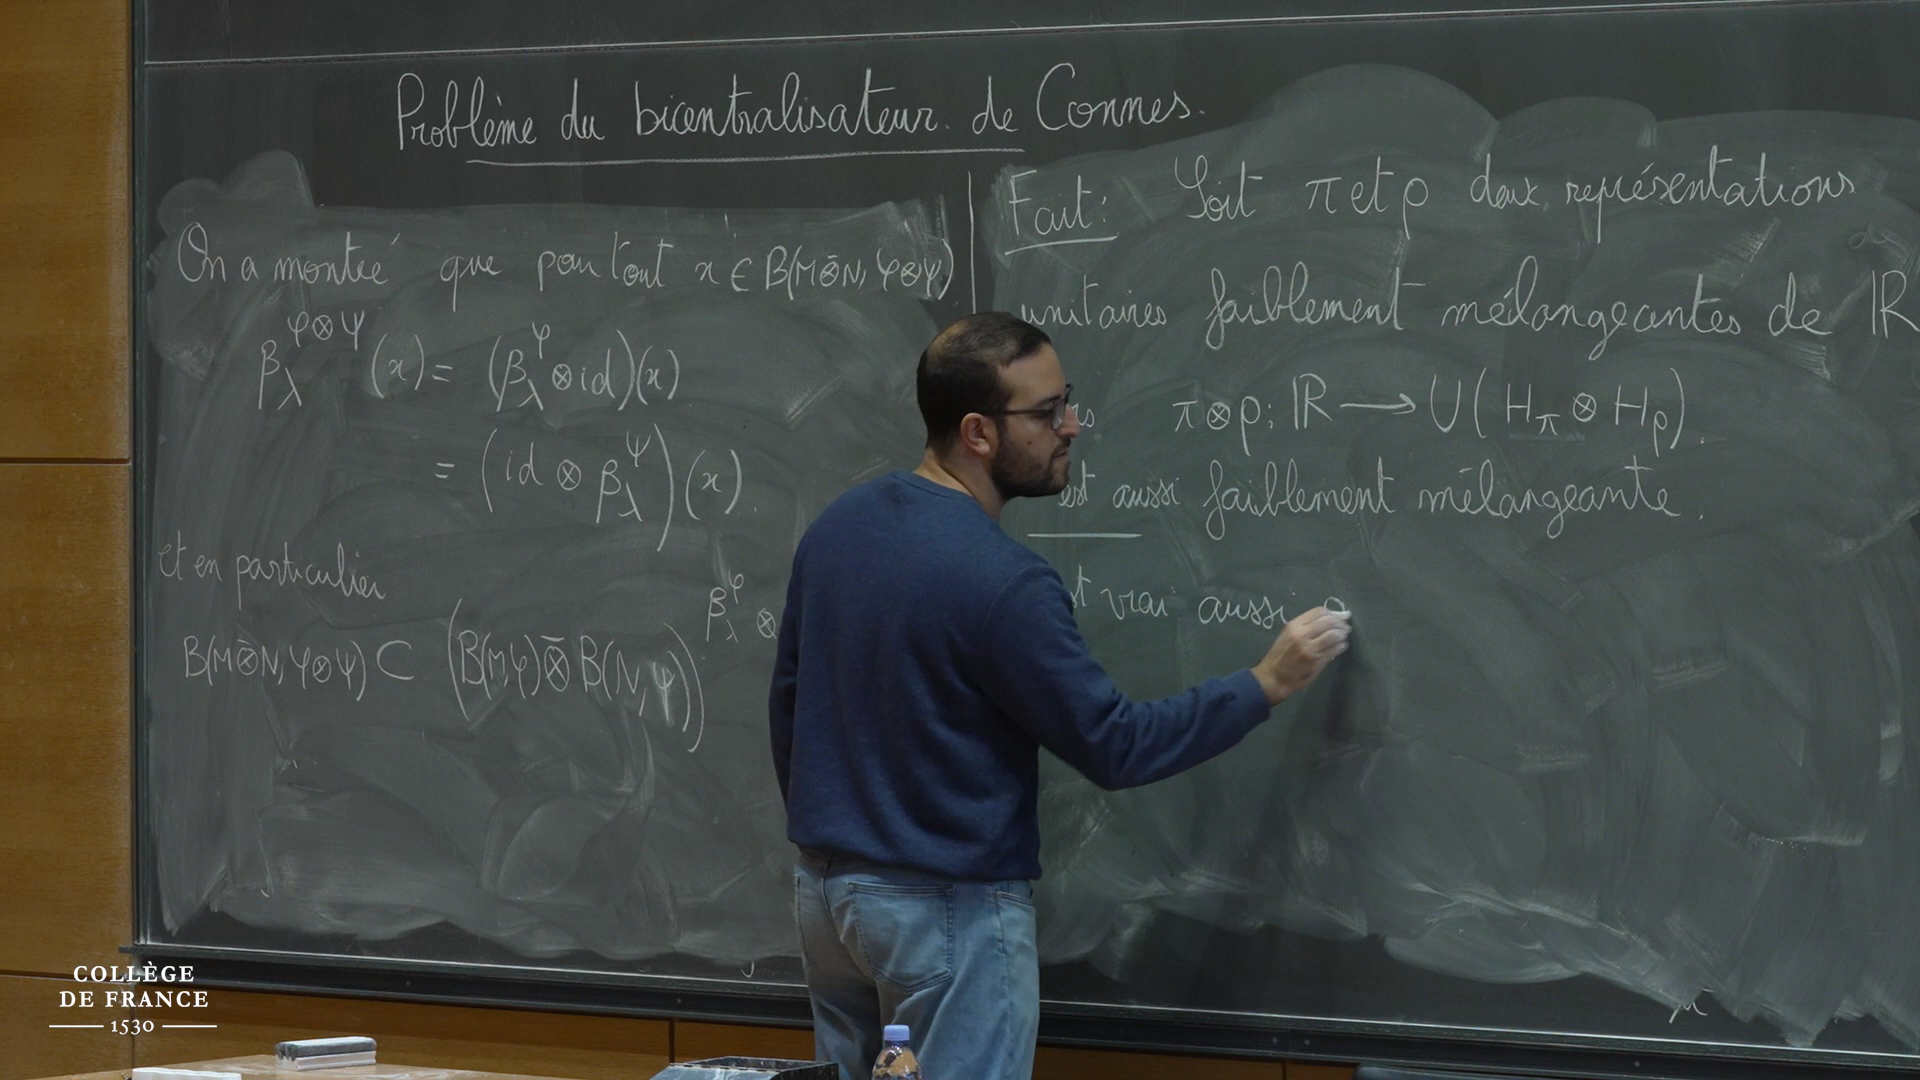 Problème du bicentralisateur de Connes.
On a montré que pour tout x ∈ B(M⊗̄N, φ⊗ψ)
β_λ^{φ⊗ψ}(x) = (β_λ^φ ⊗ id)(x)
= (id ⊗ β_λ^ψ)(x).
et en particulier
B(M⊗̄N, φ⊗ψ) ⊂ (B(M,φ) ⊗̄ B(N,ψ))^{β_λ^φ ⊗
Fait: Soit π et ρ deux représentations
unitaires faiblement mélangeantes de ℝ
π⊗ρ: ℝ → U(H_π ⊗ H_ρ).
est aussi faiblement mélangeante.
vrai aussi
COLLÈGE
DE FRANCE
1530